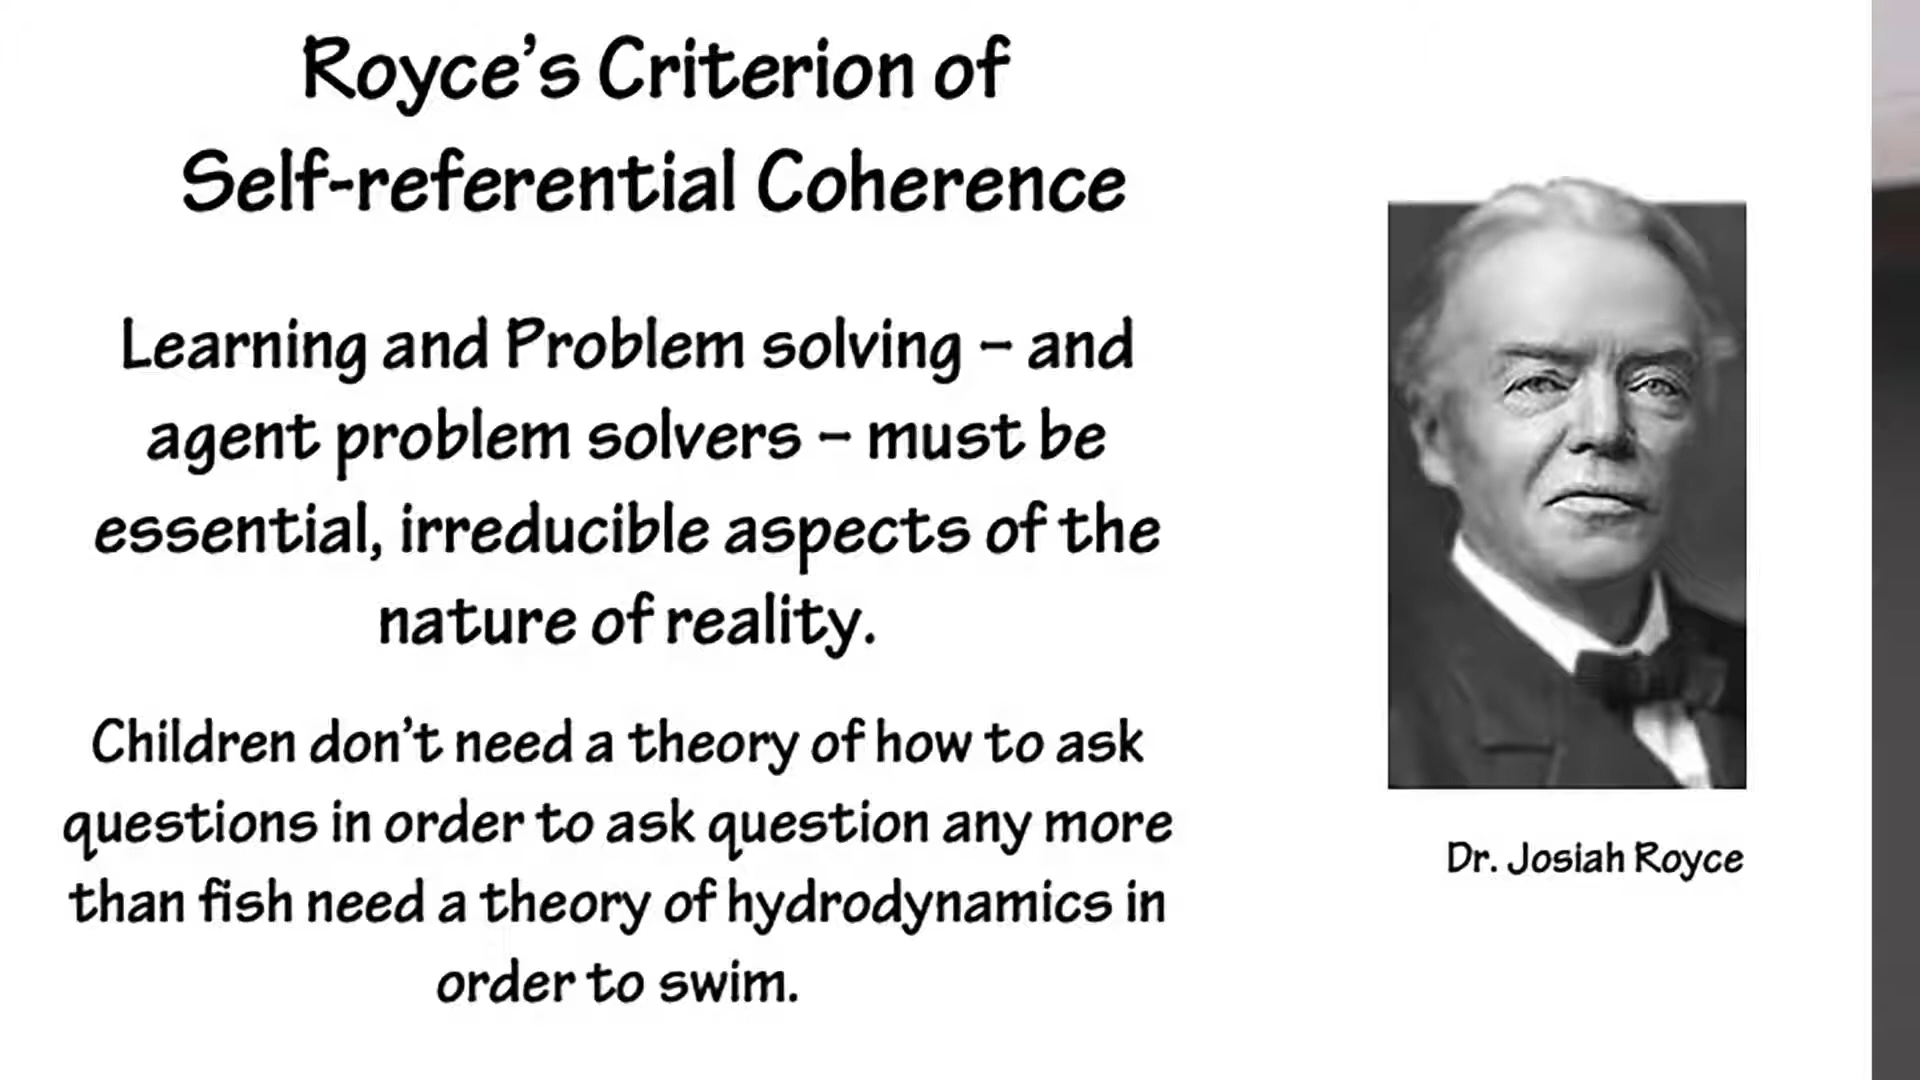 Royce's Criterion of
Self-referential Coherence
Learning and Problem solving – and
agent problem solvers – must be
essential, irreducible aspects of the
nature of reality.
Children don't need a theory of how to ask
questions in order to ask question any more
than fish need a theory of hydrodynamics in
order to swim.
Dr. Josiah Royce